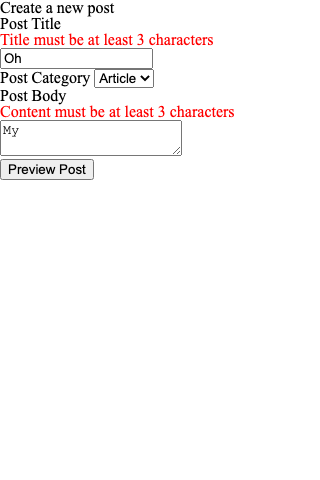 Create a new post
Post Title
Title must be at least 3 characters
Oh
Post Category Article
Post Body
Content must be at least 3 characters
My
Preview Post